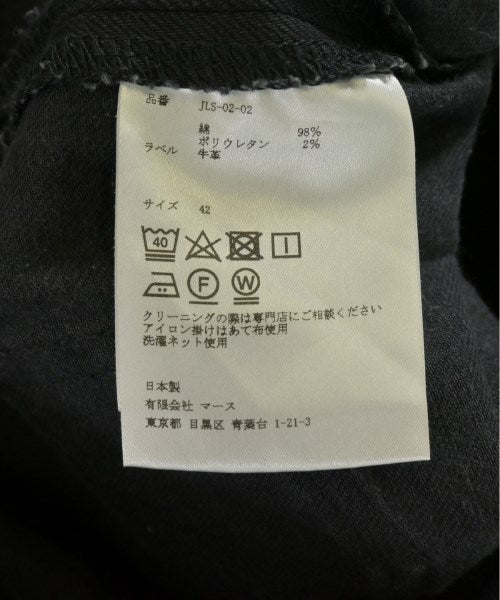 品番 JLS-02-02
綿 98%
ポリウレタン 2%
ラベル 牛革
サイズ 42
40
F W
クリーニングの際は専門店にご相談ください
アイロン掛けはあて布使用
洗濯ネット使用
日本製
有限会社 マース
東京都 目黒区 青葉台 1-21-3